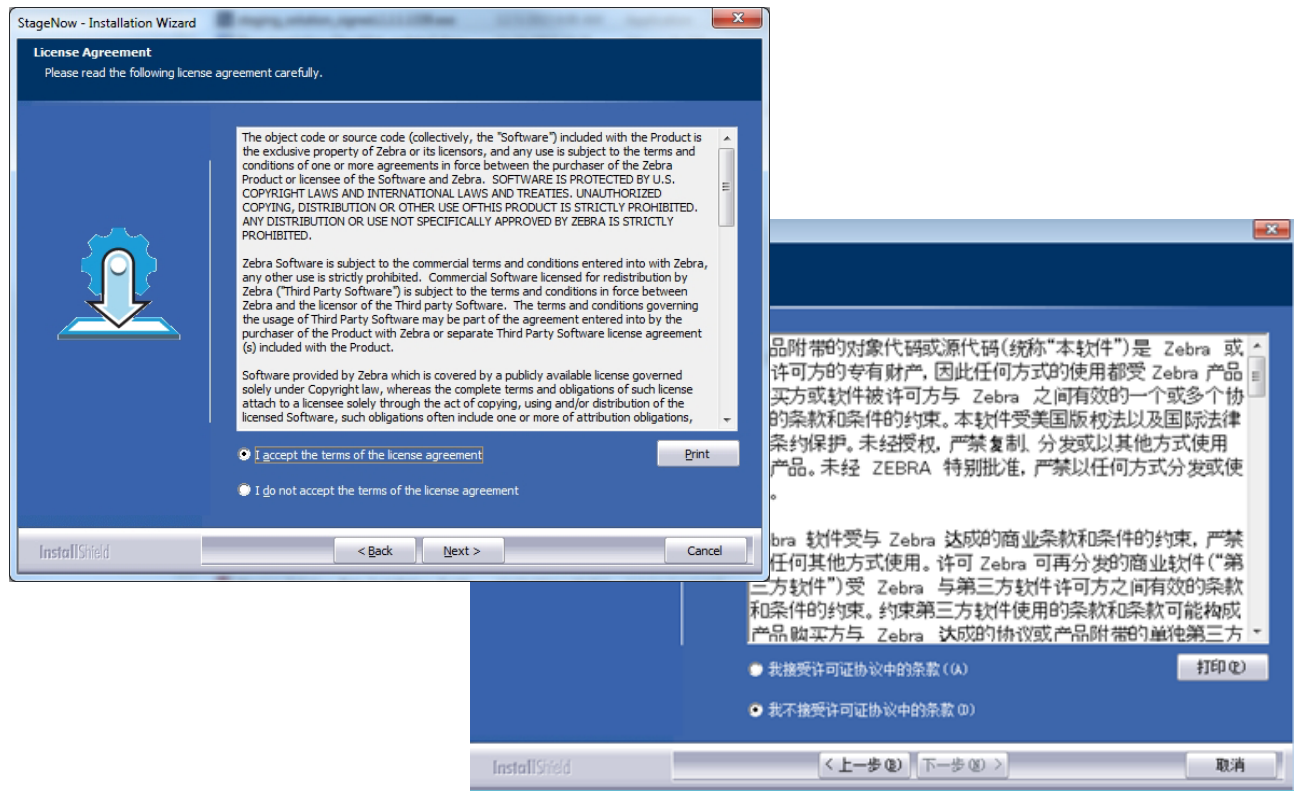 StageNow - Installation Wizard
License Agreement
Please read the following license agreement carefully.
The object code or source code (collectively, the "Software") included with the Product is
the exclusive property of Zebra or its licensors, and any use is subject to the terms and
conditions of one or more agreements in force between the purchaser of the Zebra
Product or licensee of the Software and Zebra.  SOFTWARE IS PROTECTED BY U.S.
COPYRIGHT LAWS AND INTERNATIONAL LAWS AND TREATIES. UNAUTHORIZED
COPYING, DISTRIBUTION OR OTHER USE OFTHIS PRODUCT IS STRICTLY PROHIBITED.
ANY DISTRIBUTION OR USE NOT SPECIFICALLY APPROVED BY ZEBRA IS STRICTLY
PROHIBITED.
Zebra Software is subject to the commercial terms and conditions entered into with Zebra,
any other use is strictly prohibited.  Commercial Software licensed for redistribution by
Zebra ("Third Party Software") is subject to the terms and conditions in force between
Zebra and the licensor of the Third party Software.  The terms and conditions governing
the usage of Third Party Software may be part of the agreement entered into by the
purchaser of the Product with Zebra or separate Third Party Software license agreement
(s) included with the Product.
Software provided by Zebra which is covered by a publicly available license governed
solely under Copyright law, whereas the complete terms and obligations of such license
attach to a licensee solely through the act of copying, using and/or distribution of the
licensed Software, such obligations often include one or more of attribution obligations,
I accept the terms of the license agreement
Print
I do not accept the terms of the license agreement
InstallShield
< Back
Next >
Cancel
品附带的对象代码或源代码(统称“本软件”)是 Zebra 或
许可方的专有财产, 因此任何方式的使用都受 Zebra 产品
买方或软件被许可方与 Zebra 之间有效的一个或多个协
的条款和条件的约束。本软件受美国版权法以及国际法律
条约保护。未经授权, 严禁复制、分发或以其他方式使用
产品。未经 ZEBRA 特别批准, 严禁以任何方式分发或使
。
bra 软件受与 Zebra 达成的商业条款和条件的约束, 严禁
任何其他方式使用。许可 Zebra 可再分发的商业软件(“第
三方软件”)受 Zebra 与第三方软件许可方之间有效的条款
和条件的约束。约束第三方软件使用的条款和条款可能构成
产品购买方与 Zebra 达成的协议或产品附带的单独第三方
我接受许可证协议中的条款(A)
打印(P)
我不接受许可证协议中的条款(D)
InstallShield
< 上一步(B)
下一步(N) >
取消